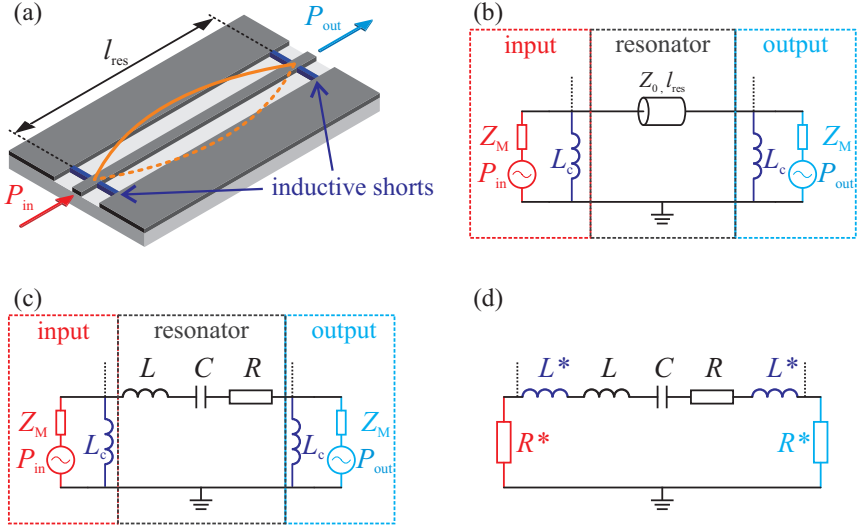 (a)
P_out
l_res
inductive shorts
P_in
(b)
input
resonator
output
Z_0, l_res
Z_M
L_c
P_in
Z_M
L_c
P_out
(c)
input
resonator
output
L
C
R
Z_M
L_c
P_in
Z_M
L_c
P_out
(d)
L*
L
C
R
L*
R*
R*